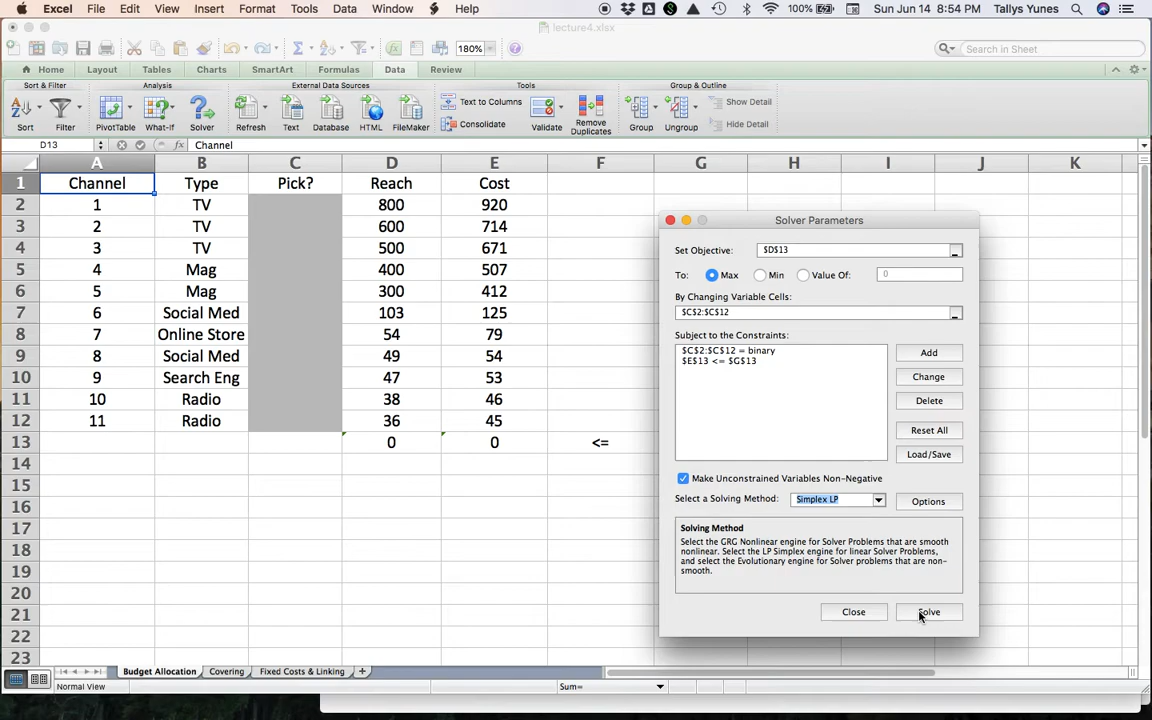 Excel File Edit View Insert Format Tools Data Window Help 100% Sun Jun 14 8:54 PM Tallys Yunes
lecture4.xlsx
180% Search in Sheet
Home Layout Tables Charts SmartArt Formulas Data Review
Sort & Filter Analysis External Data Sources Tools Group & Outline
Sort Filter PivotTable What-If Solver Refresh Text Database HTML FileMaker Text to Columns Consolidate Validate Remove Duplicates Group Ungroup Show Detail Hide Detail
D13 fx Channel
A B C D E F G H I J K
1 Channel Type Pick? Reach Cost
2 1 TV 800 920
3 2 TV 600 714
4 3 TV 500 671
5 4 Mag 400 507
6 5 Mag 300 412
7 6 Social Med 103 125
8 7 Online Store 54 79
9 8 Social Med 49 54
10 9 Search Eng 47 53
11 10 Radio 38 46
12 11 Radio 36 45
13 0 0 <=
14
15
16
17
18
19
20
21
22
23
Solver Parameters
Set Objective: $D$13
To: Max Min Value Of: 0
By Changing Variable Cells:
$C$2:$C$12
Subject to the Constraints:
$C$2:$C$12 = binary
$E$13 <= $G$13
Add
Change
Delete
Reset All
Load/Save
Make Unconstrained Variables Non-Negative
Select a Solving Method: Simplex LP Options
Solving Method
Select the GRG Nonlinear engine for Solver Problems that are smooth
nonlinear. Select the LP Simplex engine for linear Solver Problems,
and select the Evolutionary engine for Solver problems that are non-
smooth.
Close Solve
Budget Allocation Covering Fixed Costs & Linking +
Normal View Sum=